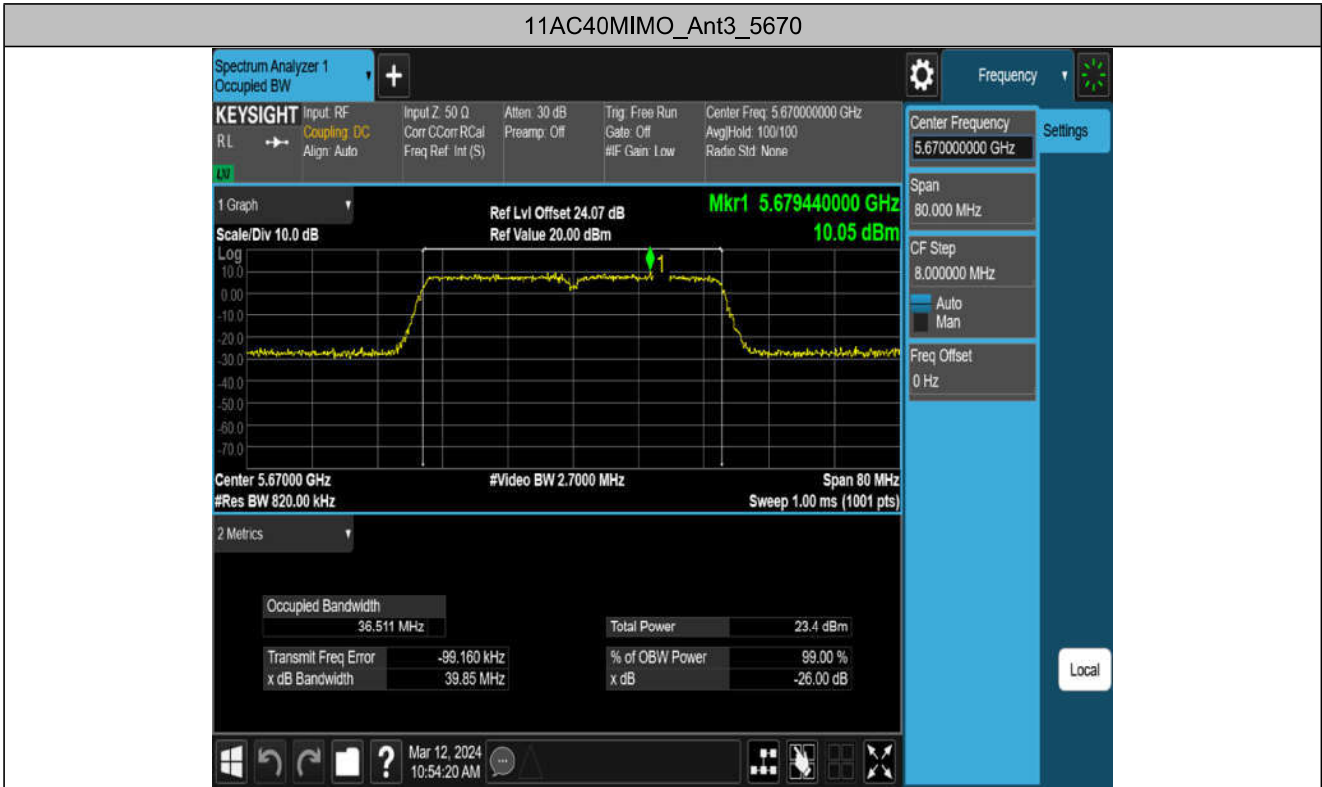 11AC40MIMO_Ant3_5670
Spectrum Analyzer 1
Occupied BW
Frequency
KEYSIGHT
R L
LXI
Input: RF
Coupling: DC
Align: Auto
Input Z: 50 Ω
Corr CCorr RCal
Freq Ref: Int (S)
Atten: 30 dB
Preamp: Off
Trig: Free Run
Gate: Off
#IF Gain: Low
Center Freq: 5.670000000 GHz
Avg|Hold: 100/100
Radio Std: None
Center Frequency
5.670000000 GHz
Settings
Span
80.000 MHz
CF Step
8.000000 MHz
Auto
Man
Freq Offset
0 Hz
Local
1 Graph
Scale/Div 10.0 dB
Ref Lvl Offset 24.07 dB
Ref Value 20.00 dBm
Mkr1 5.679440000 GHz
10.05 dBm
Log
10.0
0.00
-10.0
-20.0
-30.0
-40.0
-50.0
-60.0
-70.0
1
Center 5.67000 GHz
#Res BW 820.00 kHz
#Video BW 2.7000 MHz
Span 80 MHz
Sweep 1.00 ms (1001 pts)
2 Metrics
Occupied Bandwidth
36.511 MHz
Total Power 23.4 dBm
Transmit Freq Error -99.160 kHz
% of OBW Power 99.00 %
x dB Bandwidth 39.85 MHz
x dB -26.00 dB
Mar 12, 2024
10:54:20 AM